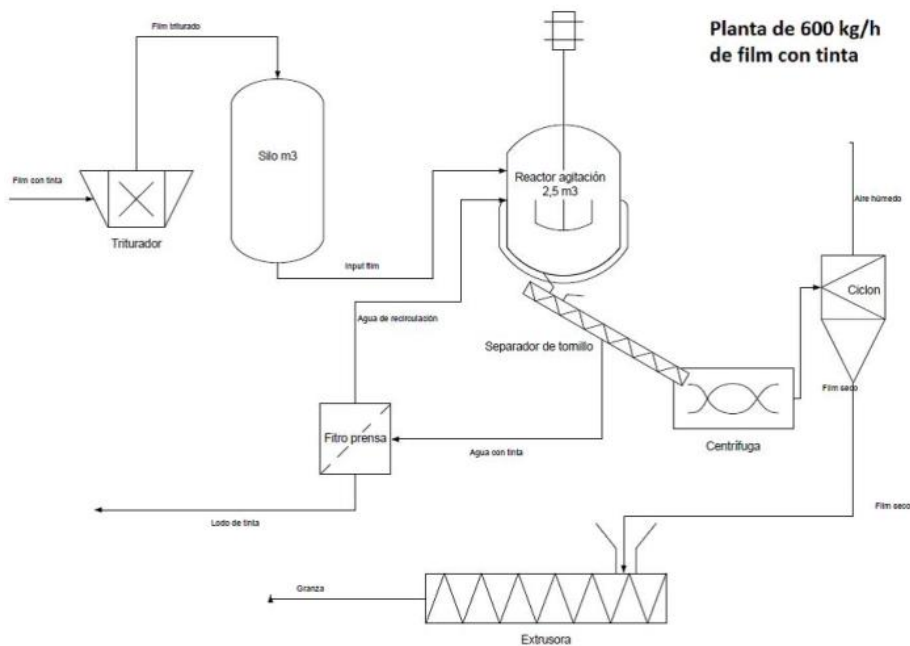 Planta de 600 kg/h
de film con tinta
Film triturado
Film con tinta
Triturador
Silo m3
Input film
Agua de recirculación
Reactor agitación
2,5 m3
Separador de tornillo
Aire húmedo
Ciclon
Film seco
Centrífuga
Fitro prensa
Agua con tinta
Lodo de tinta
Film seco
Granza
Extrusora